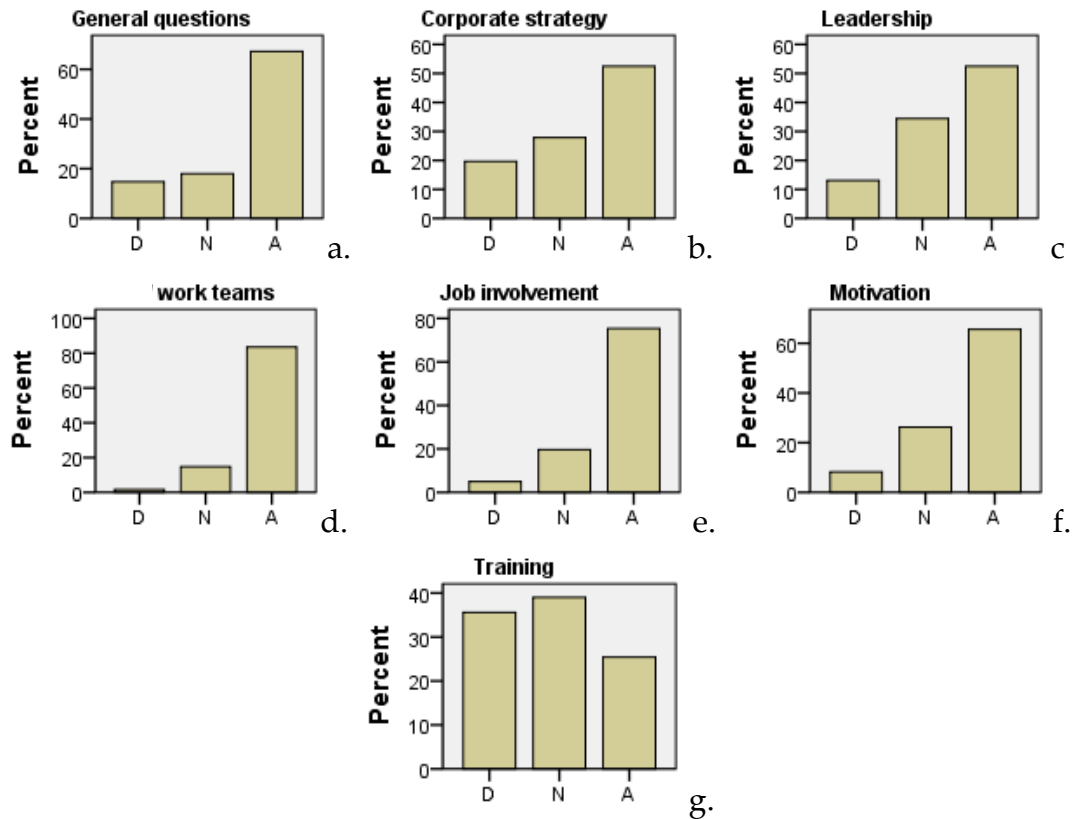 General questions
Percent
60
40
20
0
D N A
a.
Corporate strategy
Percent
60
50
40
30
20
10
0
D N A
b.
Leadership
Percent
60
50
40
30
20
10
0
D N A
c
work teams
Percent
100
80
60
40
20
0
D N A
d.
Job involvement
Percent
80
60
40
20
0
D N A
e.
Motivation
Percent
60
40
20
0
D N A
f.
Training
Percent
40
30
20
10
0
D N A
g.